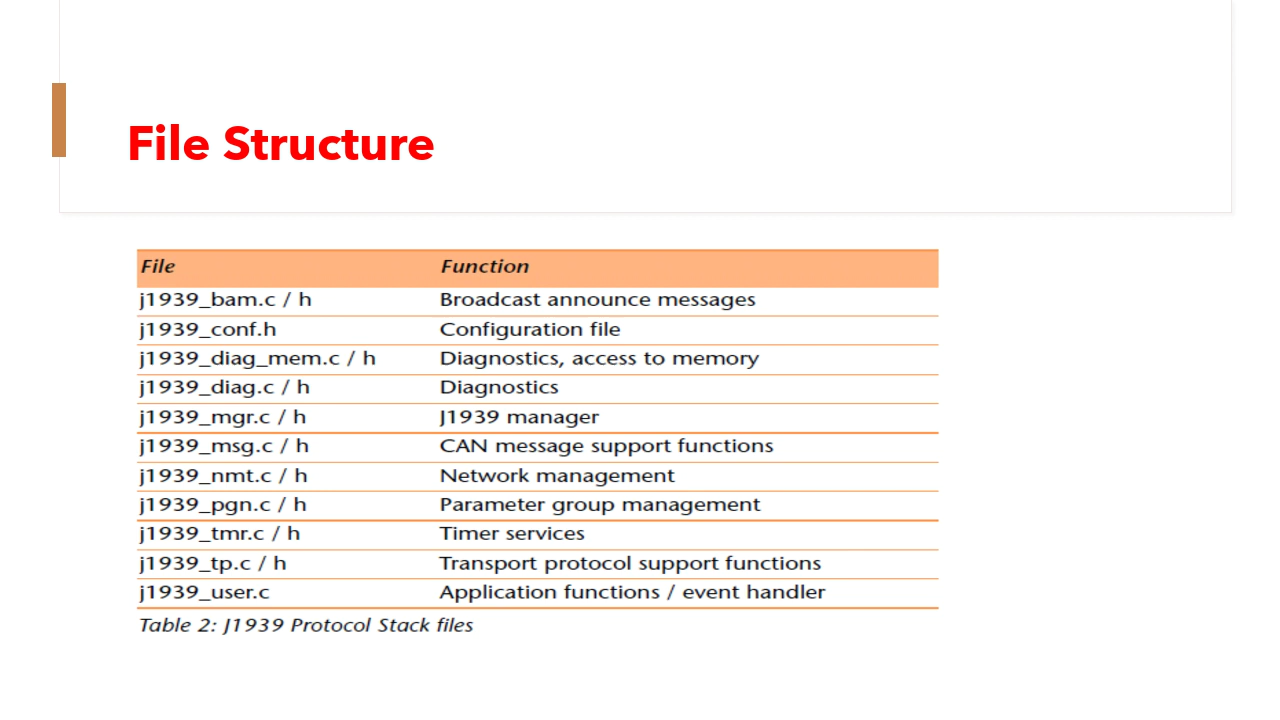 File Structure
File Function
j1939_bam.c / h Broadcast announce messages
j1939_conf.h Configuration file
j1939_diag_mem.c / h Diagnostics, access to memory
j1939_diag.c / h Diagnostics
j1939_mgr.c / h J1939 manager
j1939_msg.c / h CAN message support functions
j1939_nmt.c / h Network management
j1939_pgn.c / h Parameter group management
j1939_tmr.c / h Timer services
j1939_tp.c / h Transport protocol support functions
j1939_user.c Application functions / event handler
Table 2: J1939 Protocol Stack files